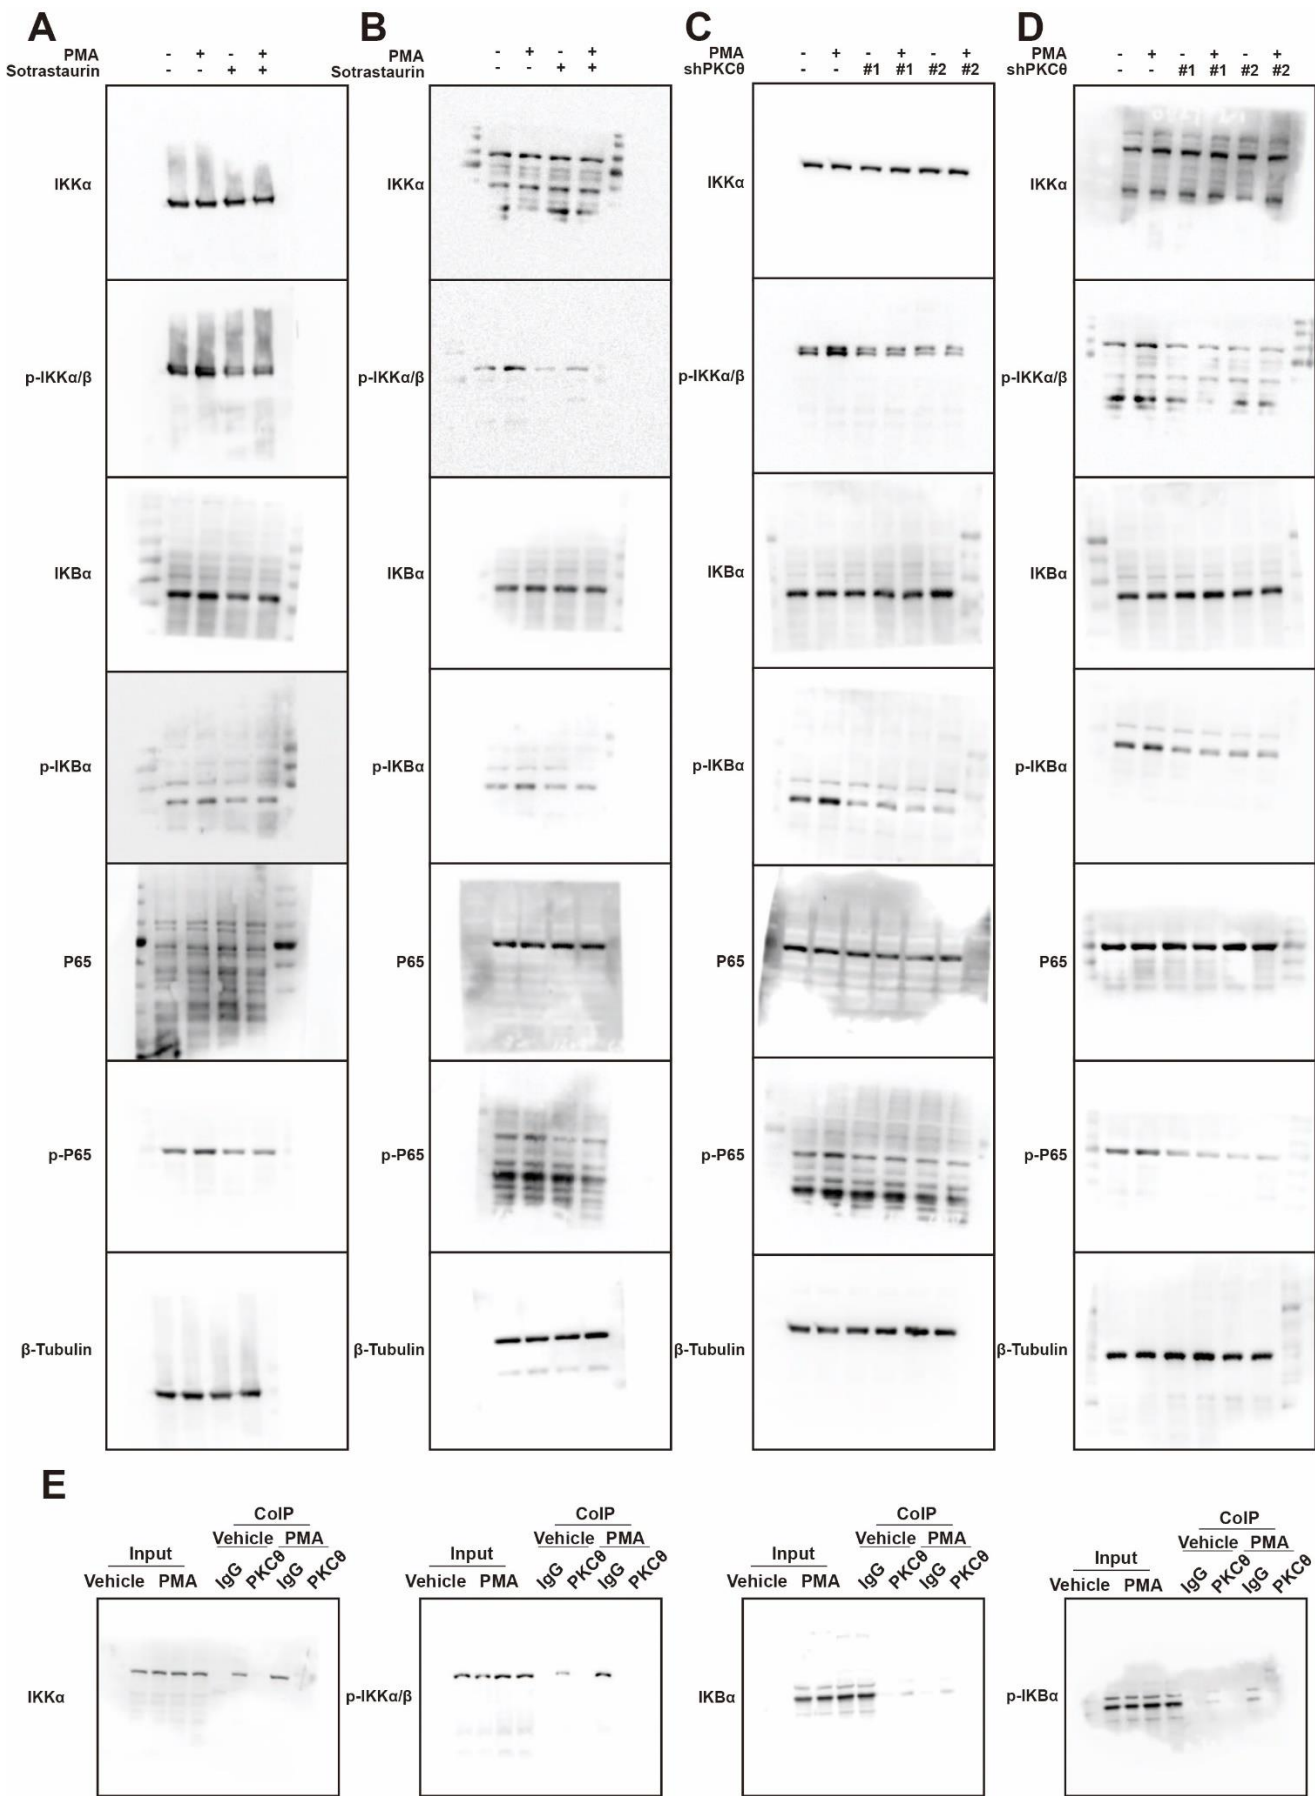 A B C D
PMA - + - +
Sotrastaurin - - + +
PMA - + - +
Sotrastaurin - - + +
PMA - + - + - +
shPKCθ - - #1 #1 #2 #2
PMA - + - + - +
shPKCθ - - #1 #1 #2 #2
IKKα IKKα IKKα IKKα
p-IKKα/β p-IKKα/β p-IKKα/β p-IKKα/β
IKBα IKBα IKBα IKBα
p-IKBα p-IKBα p-IKBα p-IKBα
P65 P65 P65 P65
p-P65 p-P65 p-P65 p-P65
β-Tubulin β-Tubulin β-Tubulin β-Tubulin
E
CoIP
Vehicle PMA
Input
Vehicle PMA IgG PKCθ IgG PKCθ
IKKα
CoIP
Vehicle PMA
Input
Vehicle PMA IgG PKCθ IgG PKCθ
p-IKKα/β
CoIP
Vehicle PMA
Input
Vehicle PMA IgG PKCθ IgG PKCθ
IKBα
CoIP
Vehicle PMA
Input
Vehicle PMA IgG PKCθ IgG PKCθ
p-IKBα